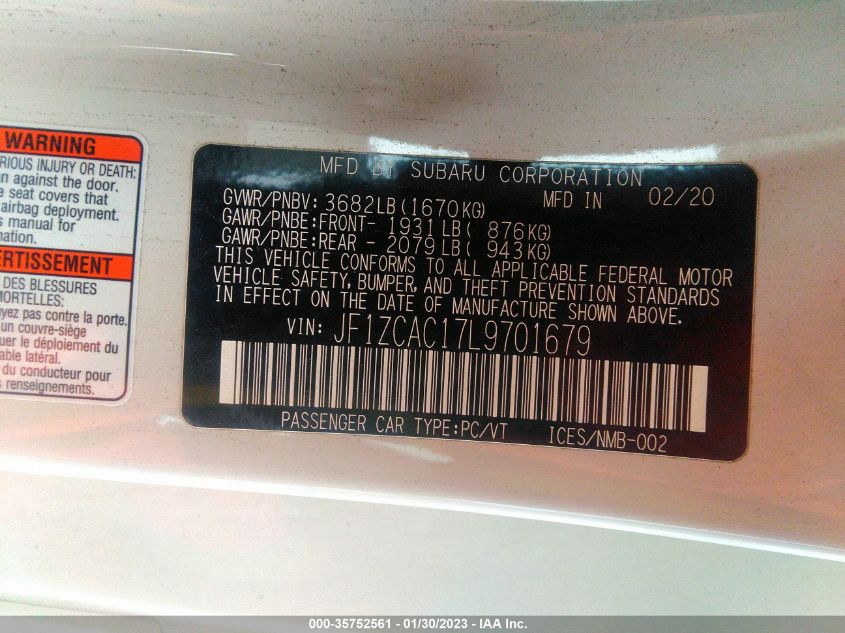 WARNING
RIOUS INJURY OR DEATH:
n against the door.
e seat covers that
airbag deployment.
s manual for
mation.
ERTISSEMENT
DES BLESSURES
MORTELLES:
yez pas contre la porte.
un couvre-siège
uer le déploiement du
able latéral.
du conducteur pour
s renseignements.
MFD BY SUBARU CORPORATION
GVWR/PNBV: 3682LB(1670KG) MFD IN 02/20
GAWR/PNBE:FRONT- 1931LB( 876KG)
GAWR/PNBE:REAR - 2079LB( 943KG)
THIS VEHICLE CONFORMS TO ALL APPLICABLE FEDERAL MOTOR
VEHICLE SAFETY, BUMPER, AND THEFT PREVENTION STANDARDS
IN EFFECT ON THE DATE OF MANUFACTURE SHOWN ABOVE.
VIN: JF1ZCAC17L9701679
PASSENGER CAR TYPE:PC/VT ICES/NMB-002
000-35752561 — 01/30/2023 — IAA Inc.